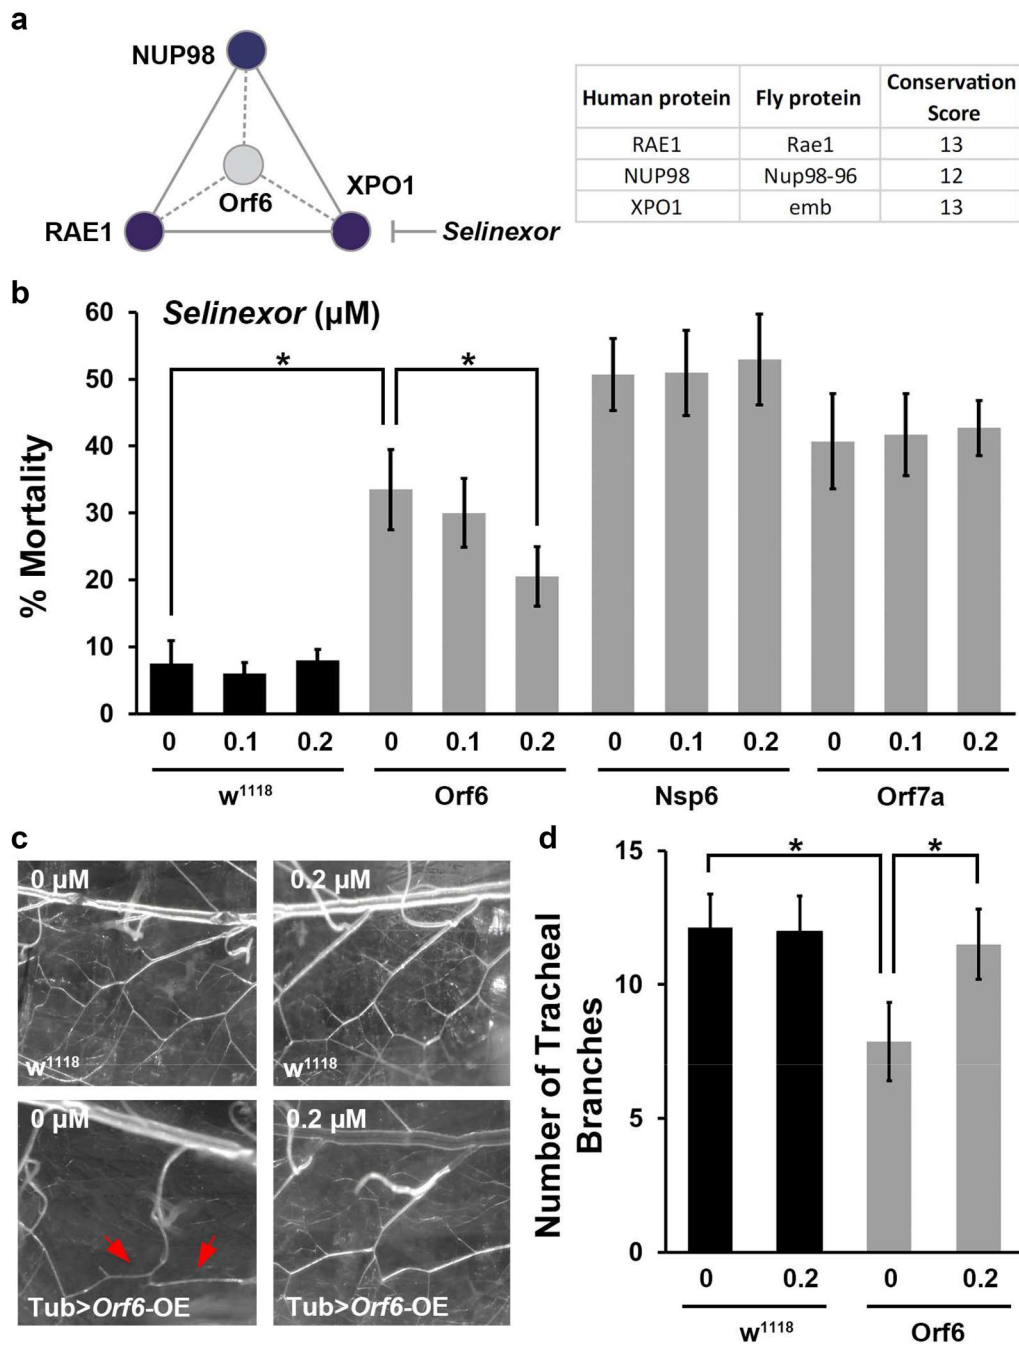 a
NUP98
XPO1
Orf6
RAE1
Selinexor
Human protein Fly protein Conservation Score
RAE1 Rae1 13
NUP98 Nup98-96 12
XPO1 emb 13
b
Selinexor (µM)
% Mortality
60
50
40
30
20
10
0
* *
0 0.1 0.2 0 0.1 0.2 0 0.1 0.2 0 0.1 0.2
w1118 Orf6 Nsp6 Orf7a
c
0 µM
w1118
0.2 µM
w1118
0 µM
Tub>Orf6-OE
0.2 µM
Tub>Orf6-OE
d
Number of Tracheal
Branches
15
10
5
0
* *
0 0.2 0 0.2
w1118 Orf6